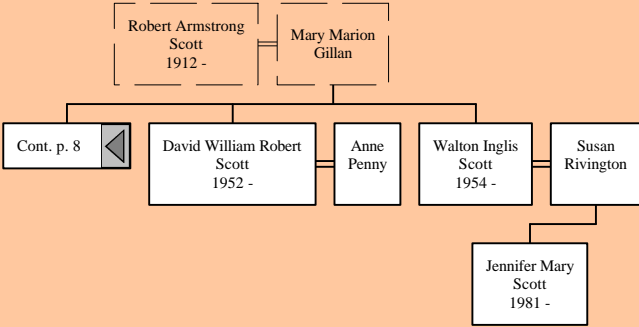 Robert Armstrong
Scott
1912 -
Mary Marion
Gillan
Cont. p. 8
David William Robert
Scott
1952 -
Anne
Penny
Walton Inglis
Scott
1954 -
Susan
Rivington
Jennifer Mary
Scott
1981 -